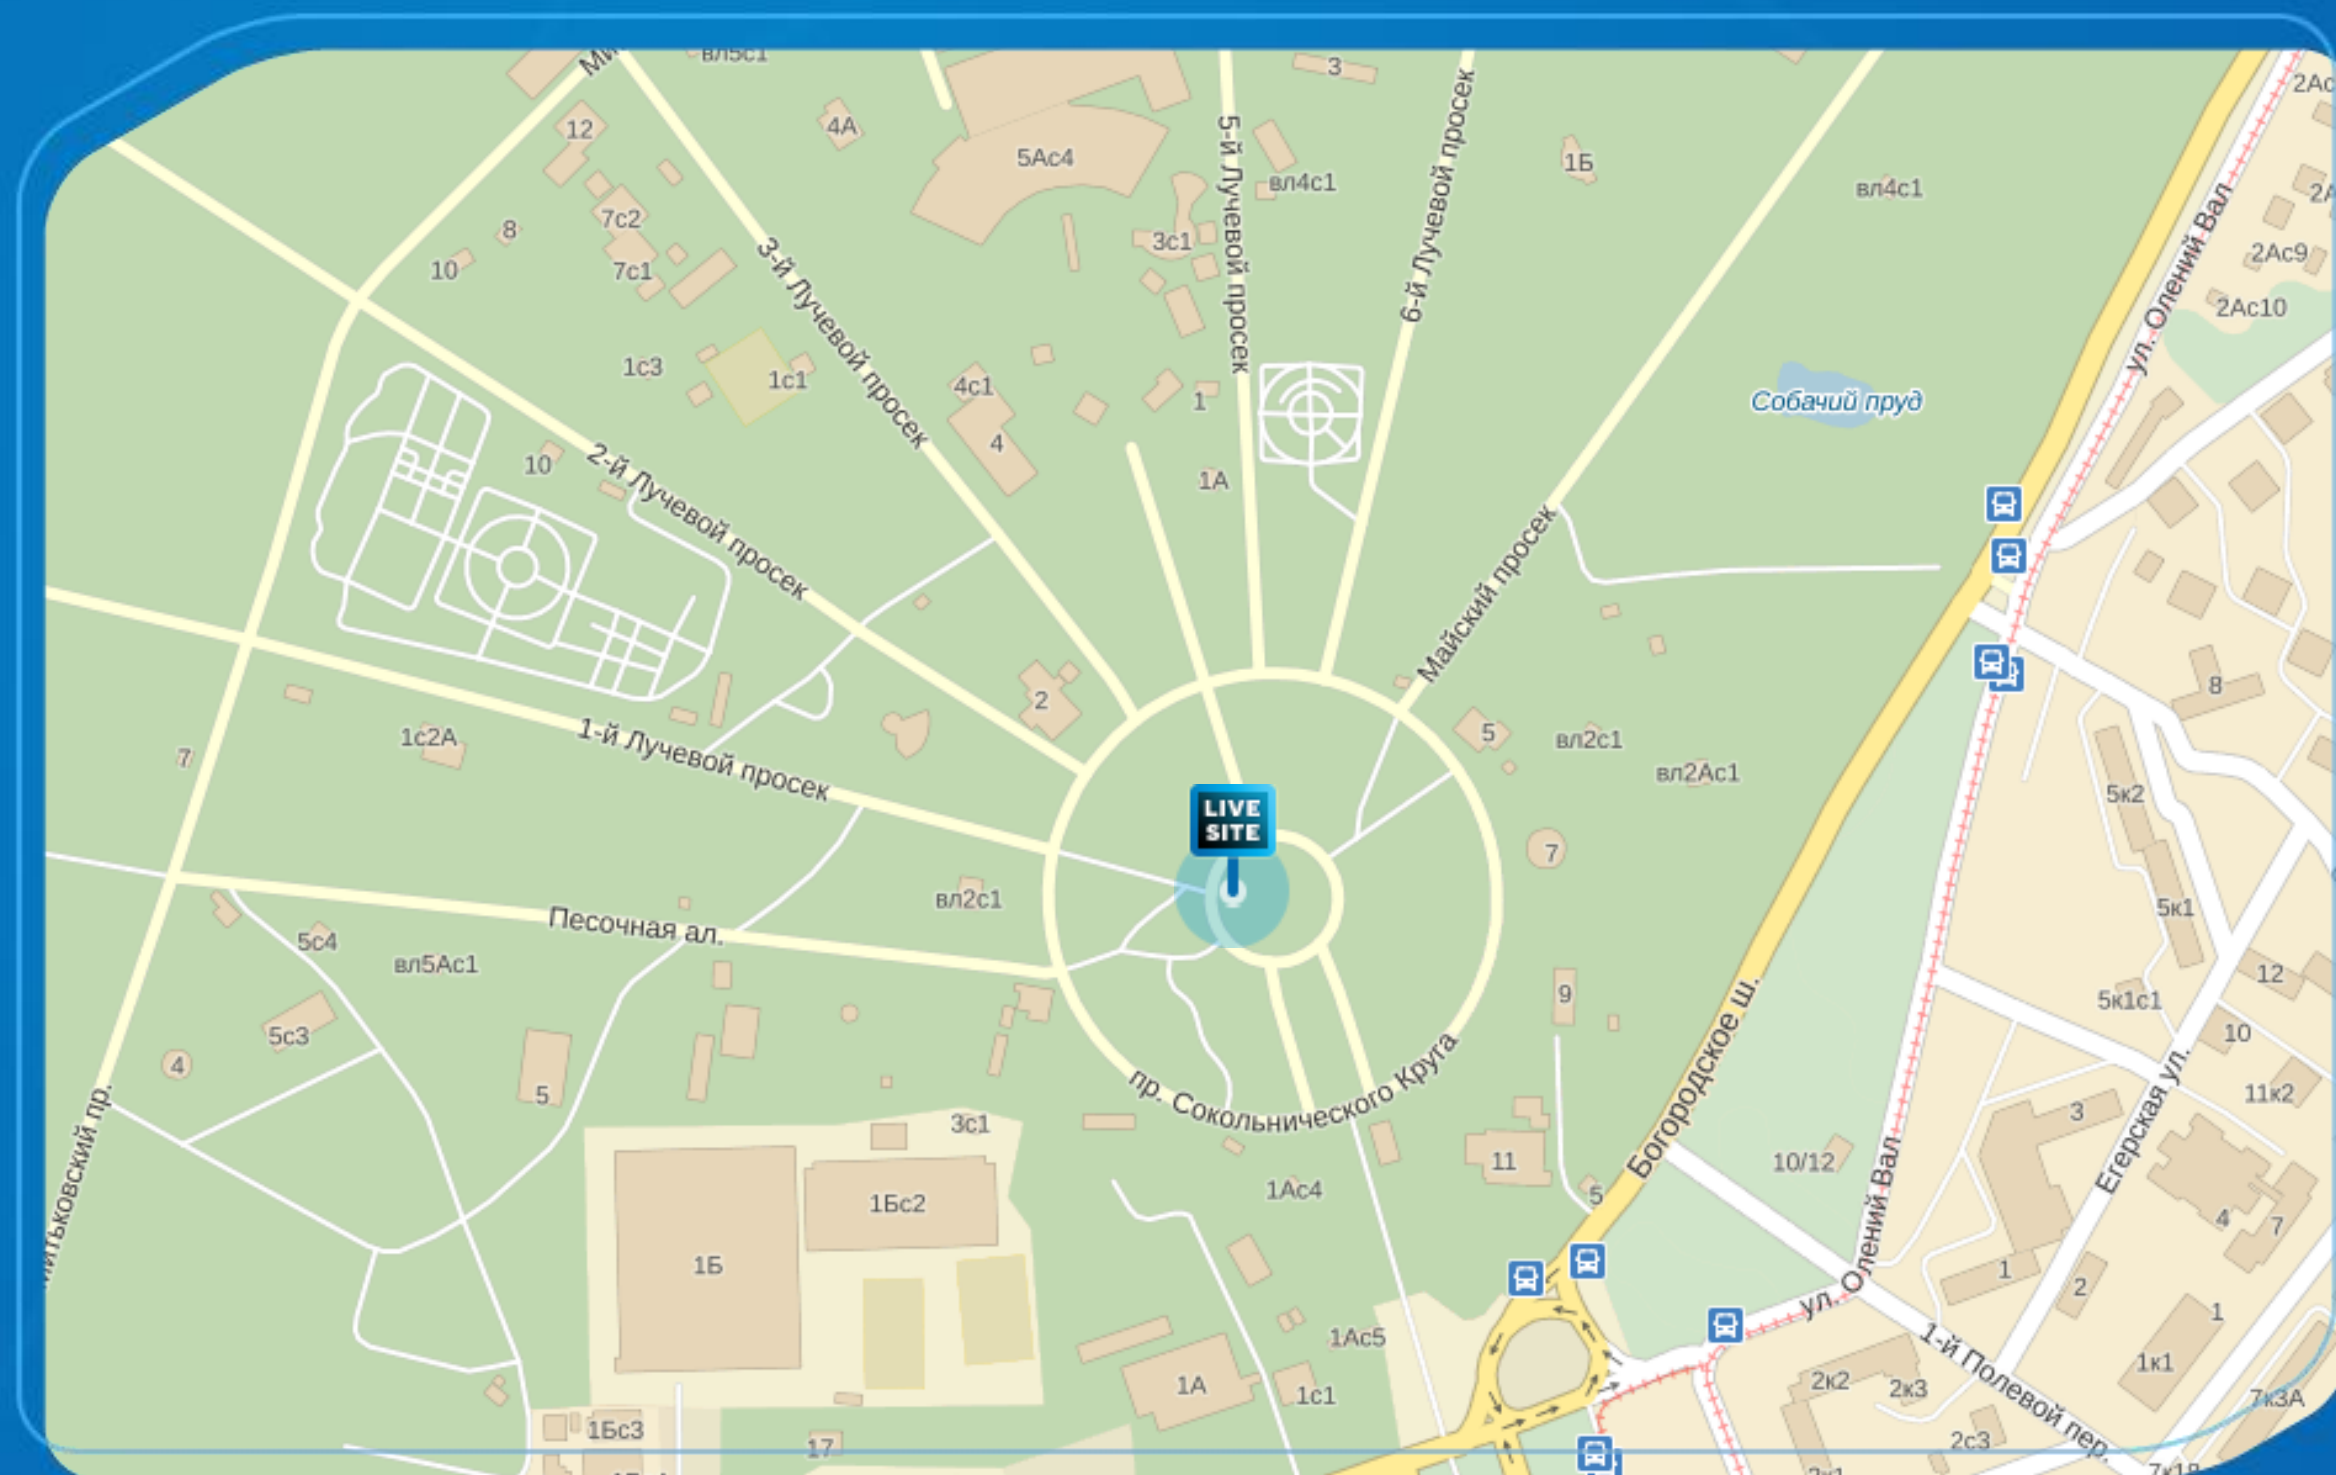 вл5с1
3
2Ас
12
4А
5Ас4
5-й Лучевой просек
вл4с1
6-й Лучевой просек
1Б
вл4с1
ул. Олений Вал
8
7с2
10
7с1
3-й Лучевой просек
3с1
2Ас9
2Ас10
1с3
1с1
4с1
4
1
Собачий пруд
10
2-й Лучевой просек
1А
Майский просек
2
5
вл2с1
вл2Ас1
8
7
1с2А
1-й Лучевой просек
5к2
LIVE
SITE
7
вл2с1
5к1
Песочная ал.
5с4
вл5Ас1
9
Богородское ш.
12
5к1с1
10
5с3
4
5
пр. Сокольнического Круга
3с1
11
10/12
3
11к2
Егерская ул.
4
7
1Ас4
5
1Бс2
1Б
ул. Олений Вал
1
2
1
1Ас5
1-й Полевой пер.
1к1
1А
1с1
2к2
2к3
7к3А
1Бс3
17
2с3